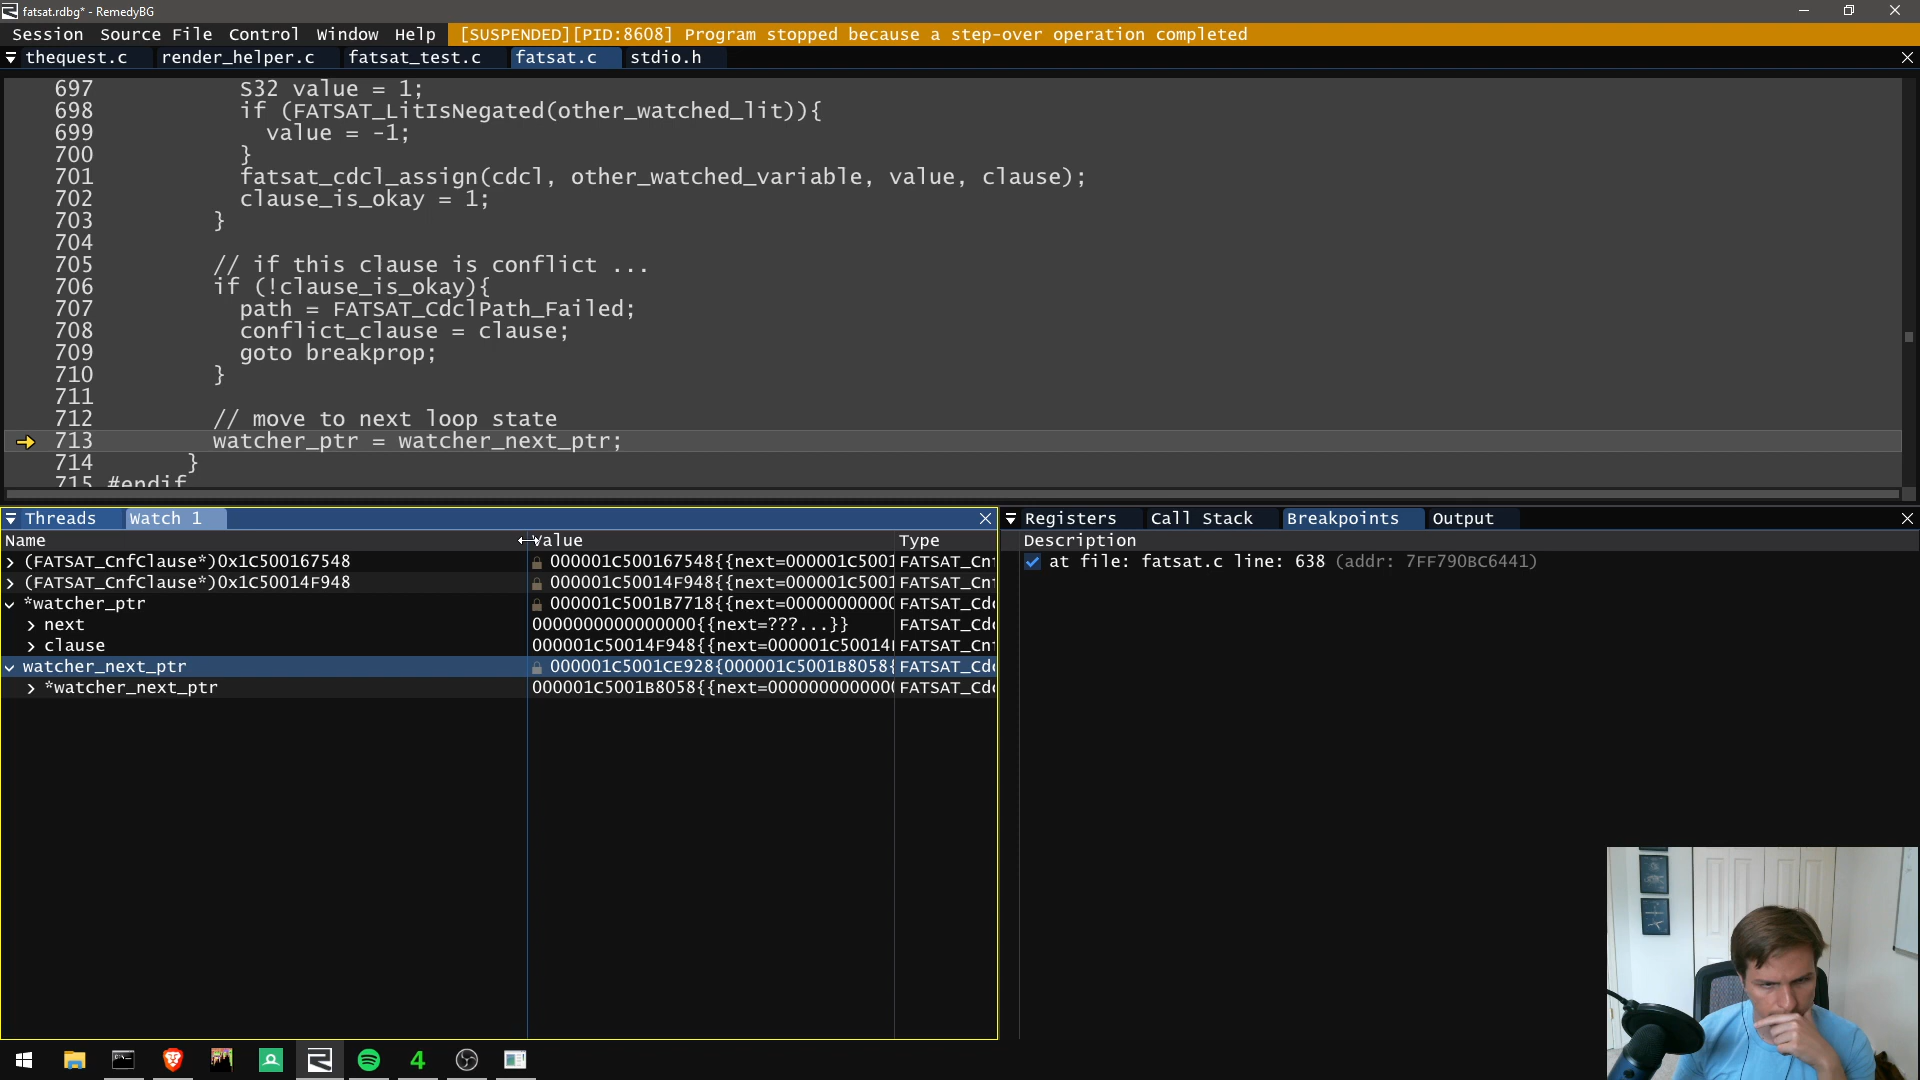 fatsat.rdbg* - RemedyBG
Session Source File Control Window Help [SUSPENDED][PID:8608] Program stopped because a step-over operation completed
thequest.c render_helper.c fatsat_test.c fatsat.c stdio.h
697 S32 value = 1;
698 if (FATSAT_LitIsNegated(other_watched_lit)){
699 value = -1;
700 }
701 fatsat_cdcl_assign(cdcl, other_watched_variable, value, clause);
702 clause_is_okay = 1;
703 }
704
705 // if this clause is conflict ...
706 if (!clause_is_okay){
707 path = FATSAT_CdclPath_Failed;
708 conflict_clause = clause;
709 goto breakprop;
710 }
711
712 // move to next loop state
713 watcher_ptr = watcher_next_ptr;
714 }
715 #endif
Threads Watch 1
Name Value Type
(FATSAT_CnfClause*)0x1C500167548 000001C500167548{{next=000001C5001 FATSAT_Cn
(FATSAT_CnfClause*)0x1C50014F948 000001C50014F948{{next=000001C5001 FATSAT_Cn
*watcher_ptr 000001C5001B7718{{next=00000000000 FATSAT_Cd
next 0000000000000000{{next=???...}} FATSAT_Cd
clause 000001C50014F948{{next=000001C50014 FATSAT_Cn
watcher_next_ptr 000001C5001CE928{000001C5001B8058{ FATSAT_Cd
*watcher_next_ptr 000001C5001B8058{{next=0000000000000 FATSAT_Cd
Registers Call Stack Breakpoints Output
Description
at file: fatsat.c line: 638 (addr: 7FF790BC6441)
4